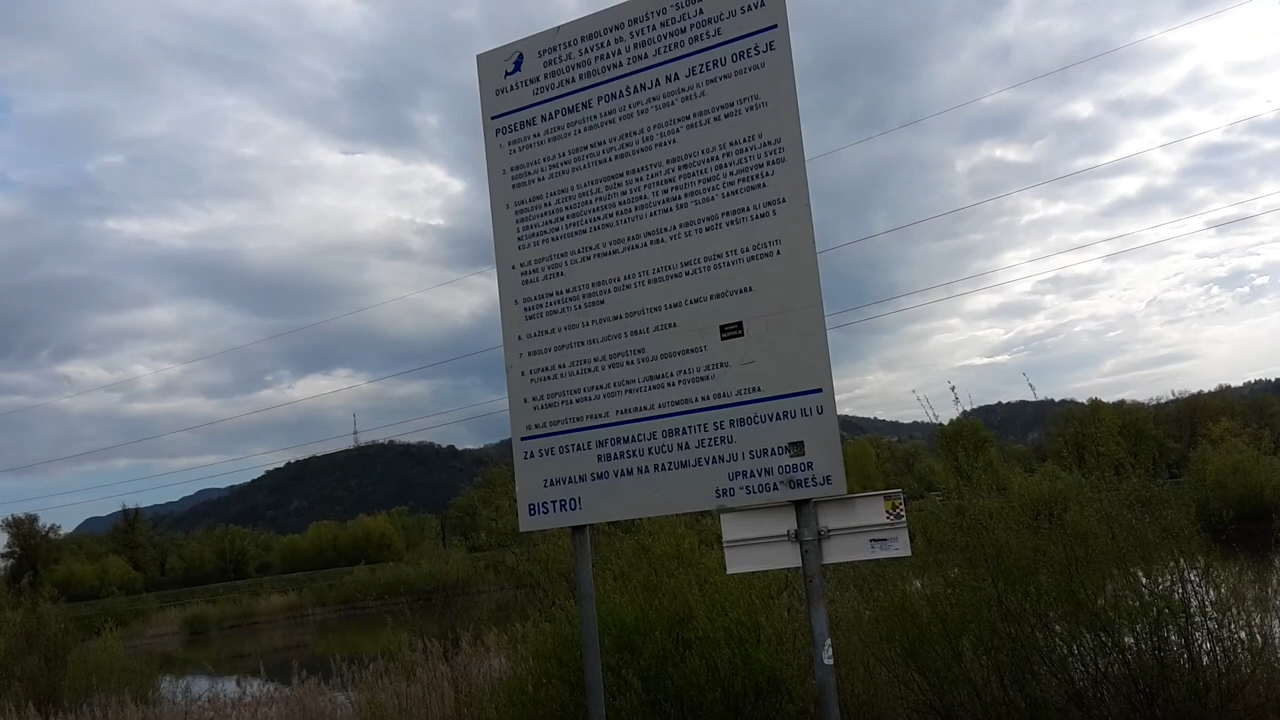 SPORTSKO RIBOLOVNO DRUŠTVO "SLOGA"
OREŠJE, SAVSKA bb, SVETA NEDJELJA
OVLAŠTENIK RIBOLOVNOG PRAVA U RIBOLOVNOM PODRUČJU SAVA
IZDVOJENA RIBOLOVNA ZONA JEZERO OREŠJE
POSEBNE NAPOMENE PONAŠANJA NA JEZERU OREŠJE
1. RIBOLOV NA JEZERU DOPUŠTEN SAMO UZ KUPLJENU GODIŠNJU ILI DNEVNU DOZVOLU
ZA SPORTSKI RIBOLOV ZA RIBOLOVNE VODE ŠRD "SLOGA" OREŠJE.
2. RIBOLOVAC KOJI SA SOBOM NEMA UVJERENJE O POLOŽENOM RIBOLOVNOM ISPITU,
GODIŠNJU ILI DNEVNU DOZVOLU KUPLJENU U ŠRD "SLOGA" OREŠJE NE MOŽE VRŠITI
RIBOLOV NA JEZERU OVLAŠTENIKA RIBOLOVNOG PRAVA.
3. SUKLADNO ZAKONU O SLATKOVODNOM RIBARSTVU, RIBOLOVCI KOJI SE NALAZE U
RIBOLOVU NA JEZERU OREŠJE, DUŽNI SU NA ZAHTJEV RIBOČUVARA PRI OBAVLJANJU
RIBOČUVARSKOG NADZORA PRUŽITI IM SVE POTREBNE PODATKE I OBAVIJESTI U SVEZI
S OBAVLJANJEM RIBOČUVARSKOG NADZORA, TE IM PRUŽITI POMOĆ U NJIHOVOM RADU.
NESURADNJOM I SPREČAVANJEM RADA RIBOČUVARIMA RIBOLOVAC ČINI PREKRŠAJ
KOJI SE PO NAVEDENOM ZAKONU,STATUTU I AKTIMA ŠRD "SLOGA" SANKCIONIRA.
4. NIJE DOPUŠTENO ULAŽENJE U VODU RADI UNOŠENJA RIBOLOVNOG PRIBORA ILI UNOSA
HRANE U VODU S CILJEM PRIMAMLJIVANJA RIBA, VEĆ SE TO MOŽE VRŠITI SAMO S
OBALE JEZERA.
5. DOLASKOM NA MJESTO RIBOLOVA AKO STE ZATEKLI SMEĆE DUŽNI STE GA OČISTITI
NAKON ZAVRŠENOG RIBOLOVA DUŽNI STE RIBOLOVNO MJESTO OSTAVITI UREDNO A
SMEĆE ODNIJETI SA SOBOM.
6. ULAŽENJE U VODU SA PLOVILIMA DOPUŠTENO SAMO ČAMCU RIBOČUVARA.
7. RIBOLOV DOPUŠTEN ISKLJUČIVO S OBALE JEZERA.
8. KUPANJE NA JEZERU NIJE DOPUŠTENO.
PLIVANJE ILI ULAŽENJE U VODU NA SVOJU ODGOVORNOST.
9. NIJE DOPUŠTENO KUPANJE KUĆNIH LJUBIMACA (PAS) U JEZERU.
VLASNICI PSA MORAJU VODITI PRIVEZANOG NA POVODNIKU
10. NIJE DOPUŠTENO PRANJE PARKIRANJE AUTOMOBILA NA OBALI JEZERA.
ZA SVE OSTALE INFORMACIJE OBRATITE SE RIBOČUVARU ILI U
RIBARSKU KUĆU NA JEZERU.
ZAHVALNI SMO VAM NA RAZUMIJEVANJU I SURADN
UPRAVNI ODBOR
BISTRO!
ŠRD "SLOGA" OREŠJE